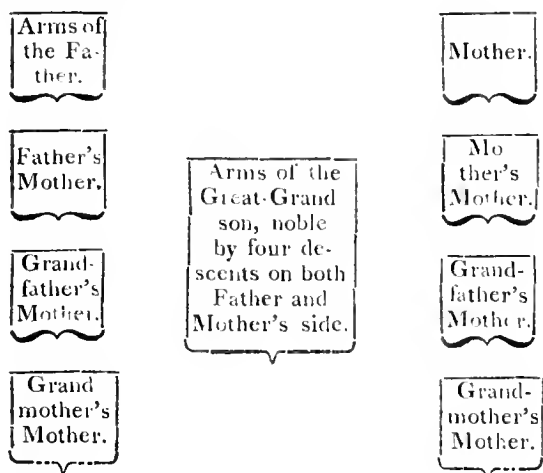 Arms of
the Fa-
ther.
Father's
Mother.
Grand-
father's
Mother.
Grand
mother's
Mother.
Arms of the
Great-Grand
son, noble
by four de-
scents on both
Father and
Mother's side.
Mother.
Mo
ther's
Mother.
Grand-
father's
Mother.
Grand-
mother's
Mother.